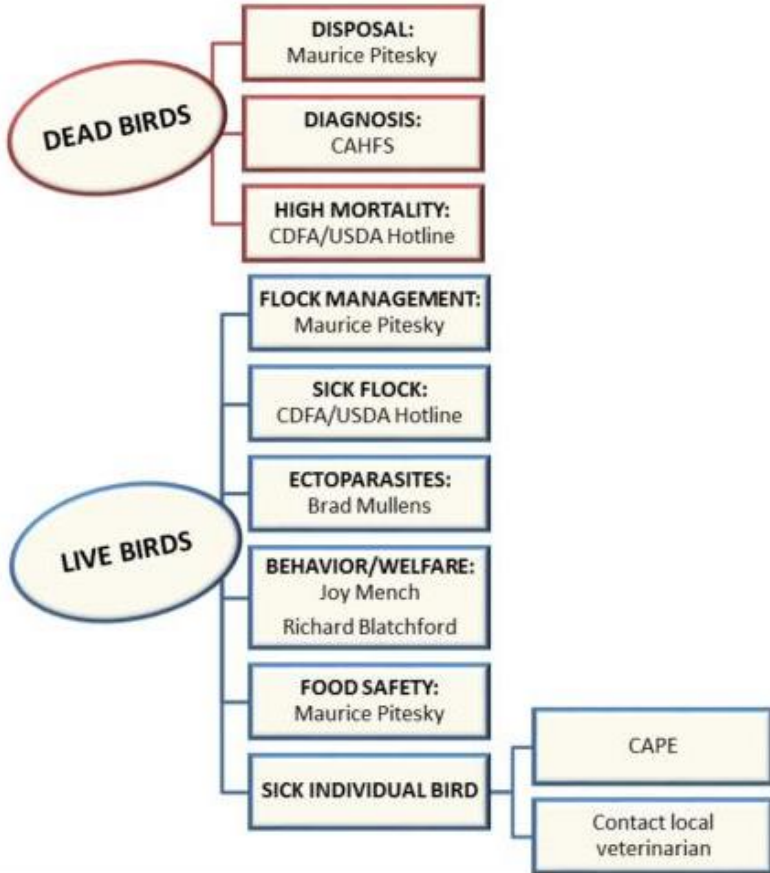 DEAD BIRDS
DISPOSAL:
Maurice Pitesky
DIAGNOSIS:
CAHFS
HIGH MORTALITY:
CDFA/USDA Hotline
LIVE BIRDS
FLOCK MANAGEMENT:
Maurice Pitesky
SICK FLOCK:
CDFA/USDA Hotline
ECTOPARASITES:
Brad Mullens
BEHAVIOR/WELFARE:
Joy Mench
Richard Blatchford
FOOD SAFETY:
Maurice Pitesky
SICK INDIVIDUAL BIRD
CAPE
Contact local
veterinarian